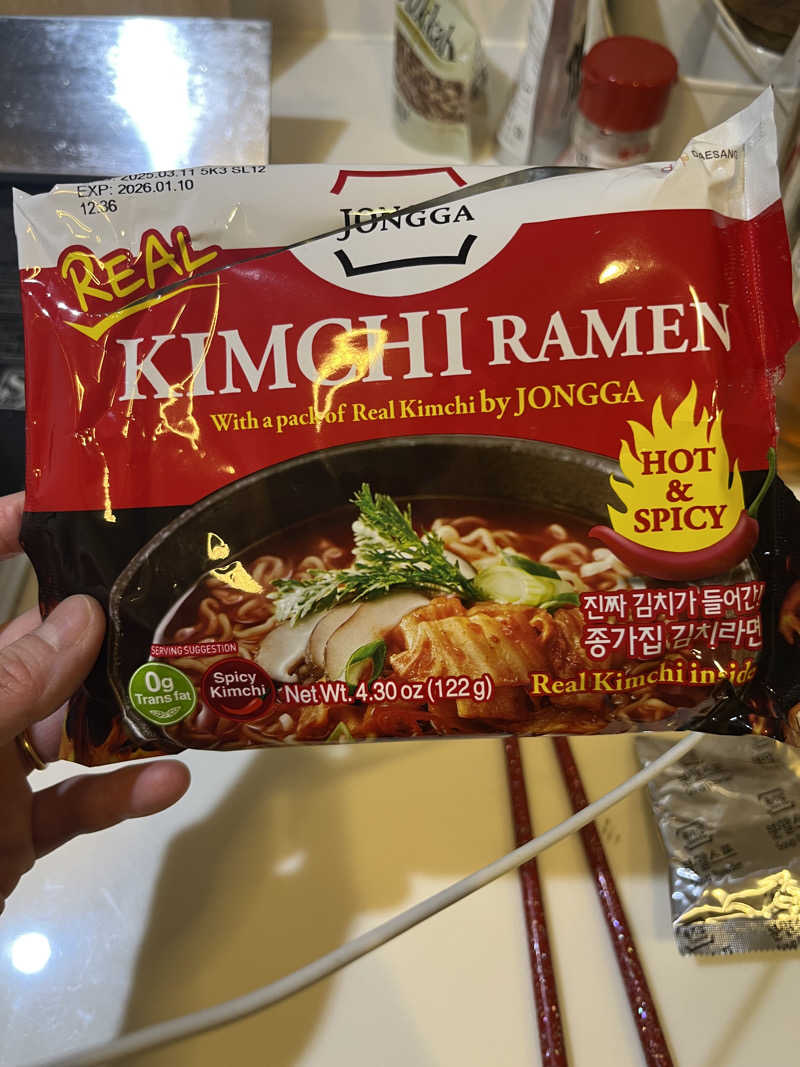 2025.03.11 5K3 SL12
EXP: 2026.01.10
12:36
DAESANG
JONGGA
REAL
KIMCHI RAMEN
With a pack of Real Kimchi by JONGGA
HOT
&
SPICY
진짜 김치가 들어간!
종가집 김치라면
SERVING SUGGESTION
0g
Trans fat
Spicy
Kimchi
Net Wt. 4.30 oz (122 g)
Real Kimchi inside